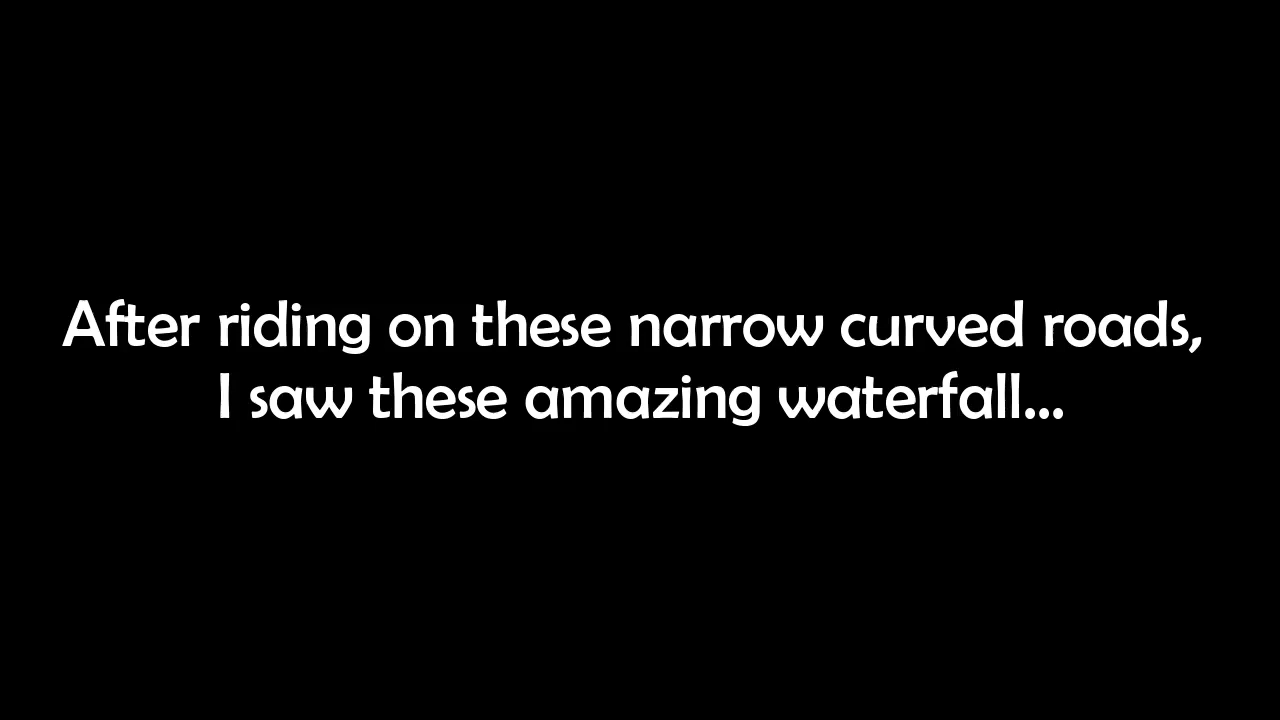 After riding on these narrow curved roads,
I saw these amazing waterfall...